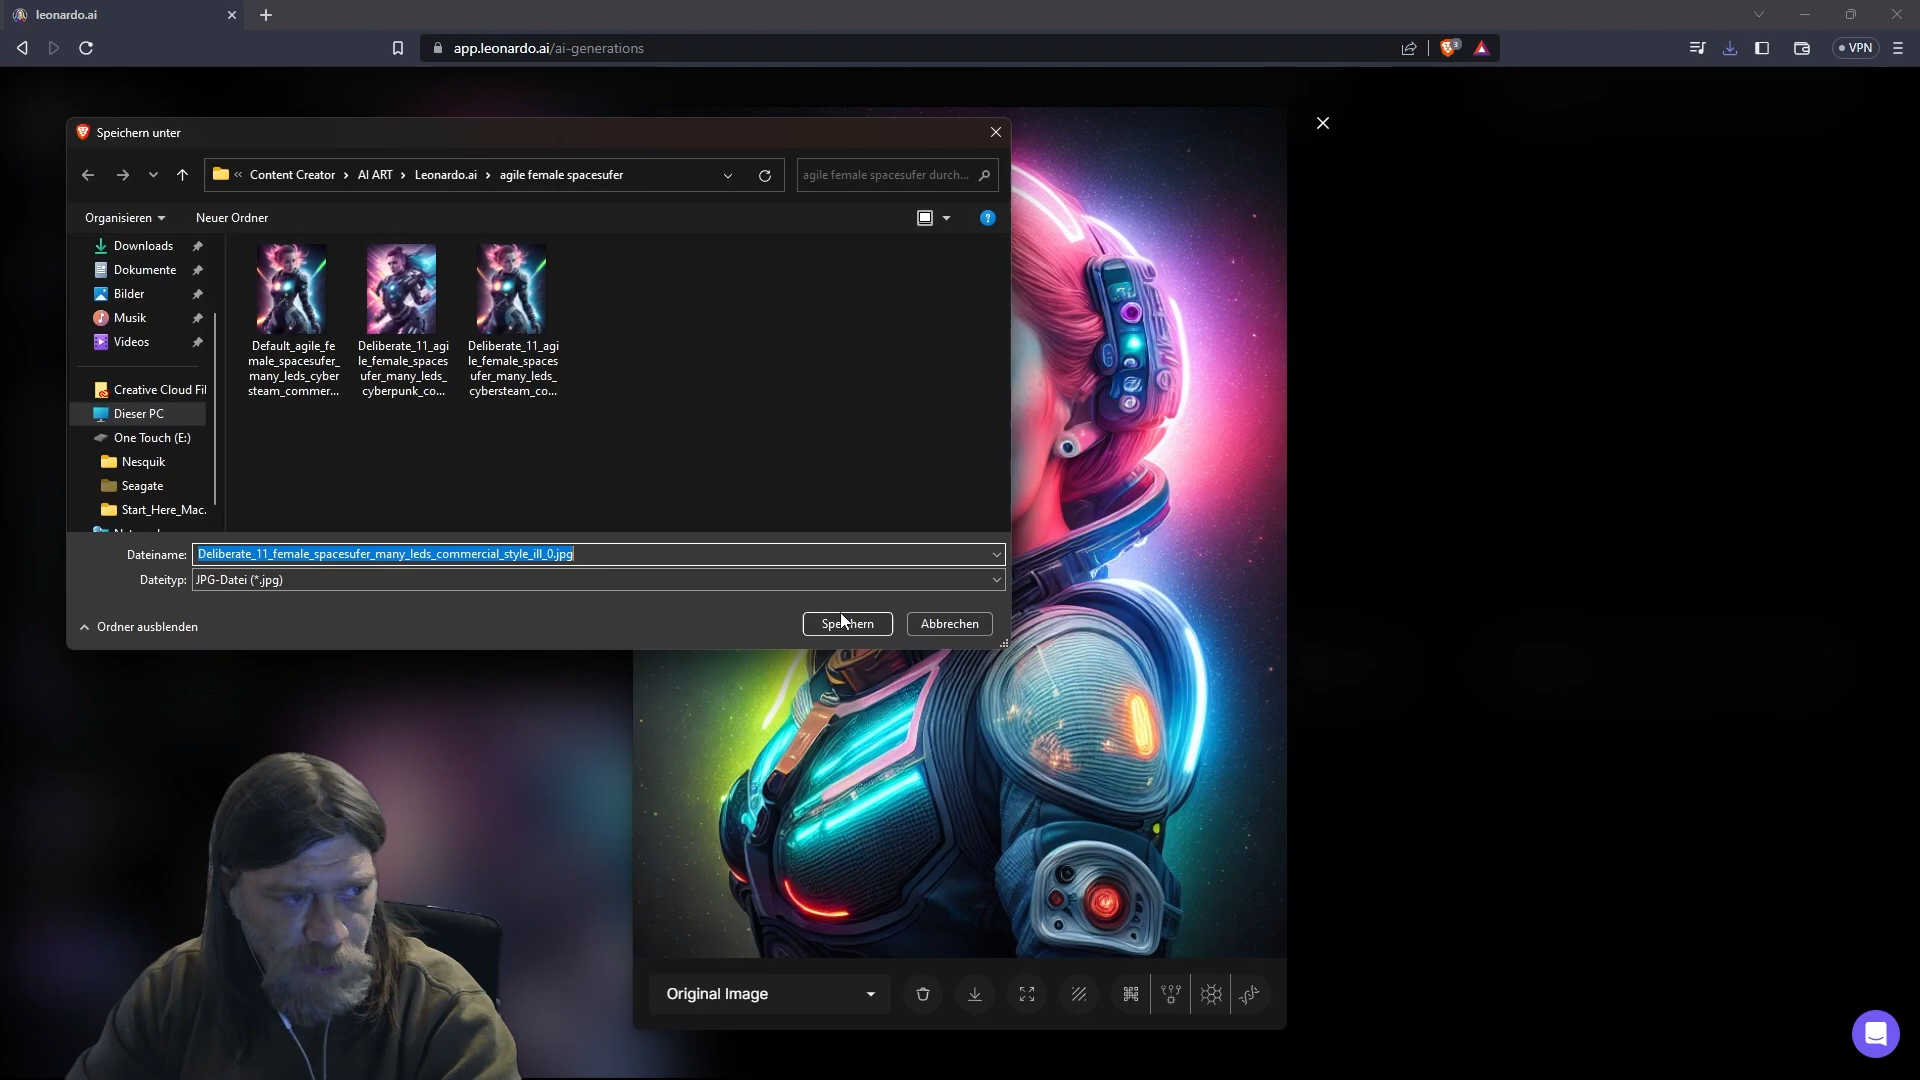 leonardo.ai
app.leonardo.ai/ai-generations
3
VPN
Speichern unter
« Content Creator › AI ART › Leonardo.ai › agile female spacesufer
agile female spacesufer durch...
Organisieren
Neuer Ordner
?
Downloads
Dokumente
Bilder
Musik
Videos
Creative Cloud Fil
Dieser PC
One Touch (E:)
Nesquik
Seagate
Start_Here_Mac.
Default_agile_fe
male_spacesufer_
many_leds_cyber
steam_commer...
Deliberate_11_agi
le_female_spaces
ufer_many_leds_
cyberpunk_co...
Deliberate_11_agi
le_female_spaces
ufer_many_leds_
cybersteam_co...
Dateiname: Deliberate_11_female_spacesufer_many_leds_commercial_style_ill_0.jpg
Dateityp: JPG-Datei (*.jpg)
Ordner ausblenden
Speichern
Abbrechen
Original Image